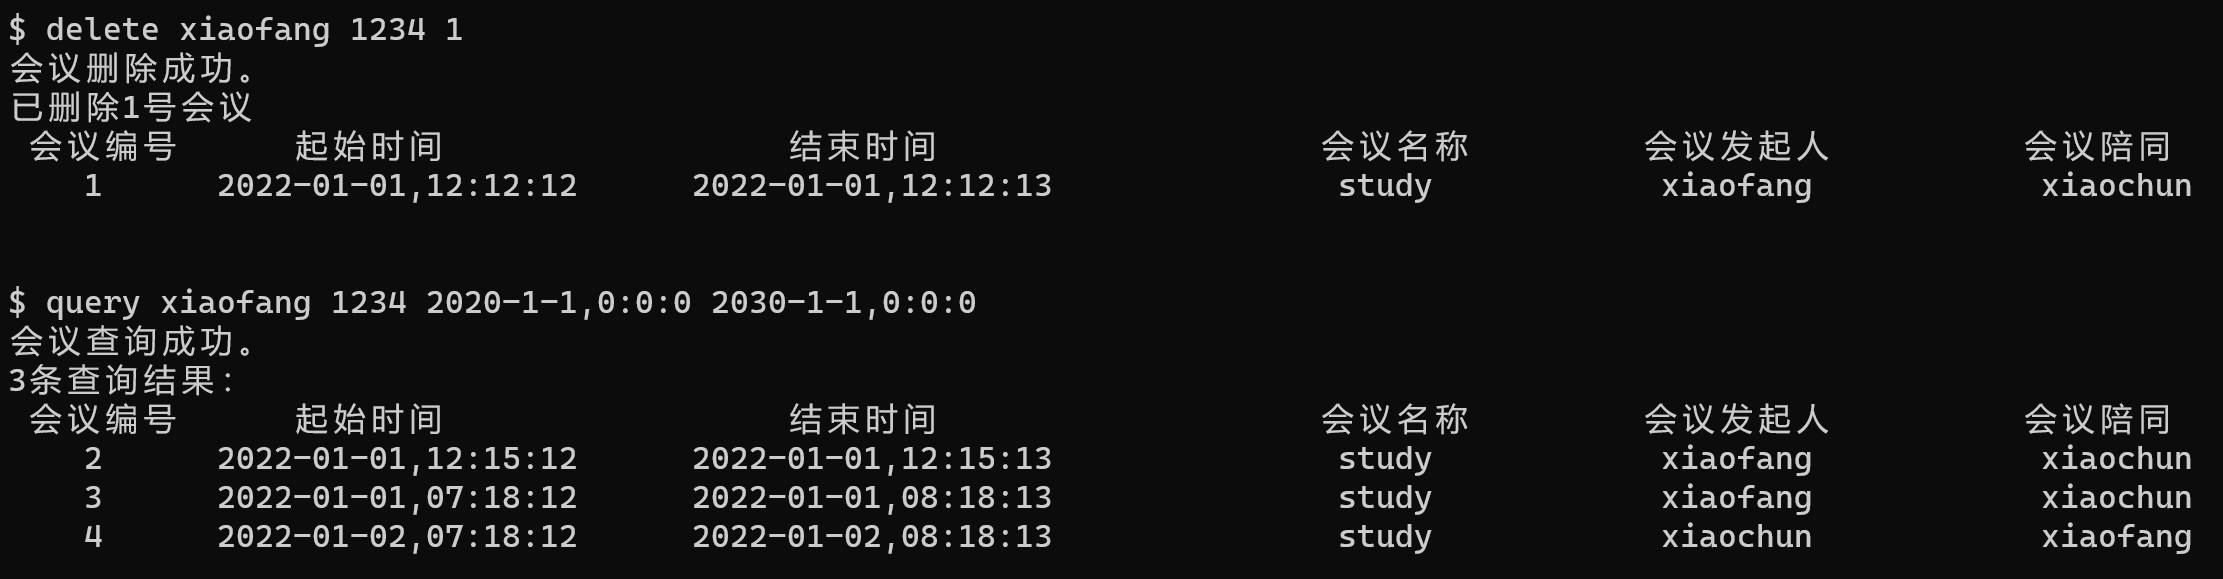 $ delete xiaofang 1234 1
会议删除成功。
已删除1号会议
会议编号 起始时间 结束时间 会议名称 会议发起人 会议陪同
1 2022-01-01,12:12:12 2022-01-01,12:12:13 study xiaofang xiaochun
$ query xiaofang 1234 2020-1-1,0:0:0 2030-1-1,0:0:0
会议查询成功。
3条查询结果:
会议编号 起始时间 结束时间 会议名称 会议发起人 会议陪同
2 2022-01-01,12:15:12 2022-01-01,12:15:13 study xiaofang xiaochun
3 2022-01-01,07:18:12 2022-01-01,08:18:13 study xiaofang xiaochun
4 2022-01-02,07:18:12 2022-01-02,08:18:13 study xiaochun xiaofang